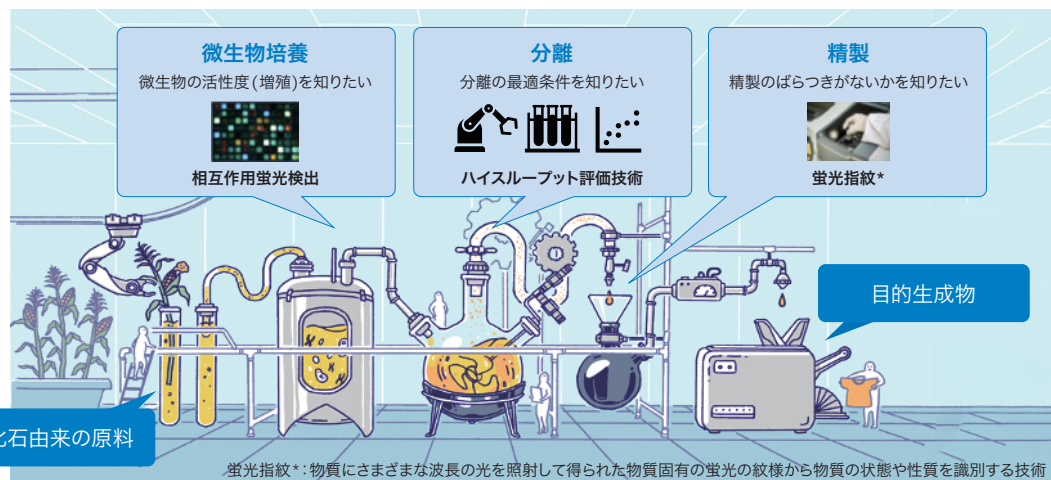 微生物培養
微生物の活性度(増殖)を知りたい
相互作用蛍光検出
分離
分離の最適条件を知りたい
ハイスループット評価技術
精製
精製のばらつきがないかを知りたい
蛍光指紋*
目的生成物
石由来の原料
蛍光指紋*：物質にさまざまな波長の光を照射して得られた物質固有の蛍光の紋様から物質の状態や性質を識別する技術